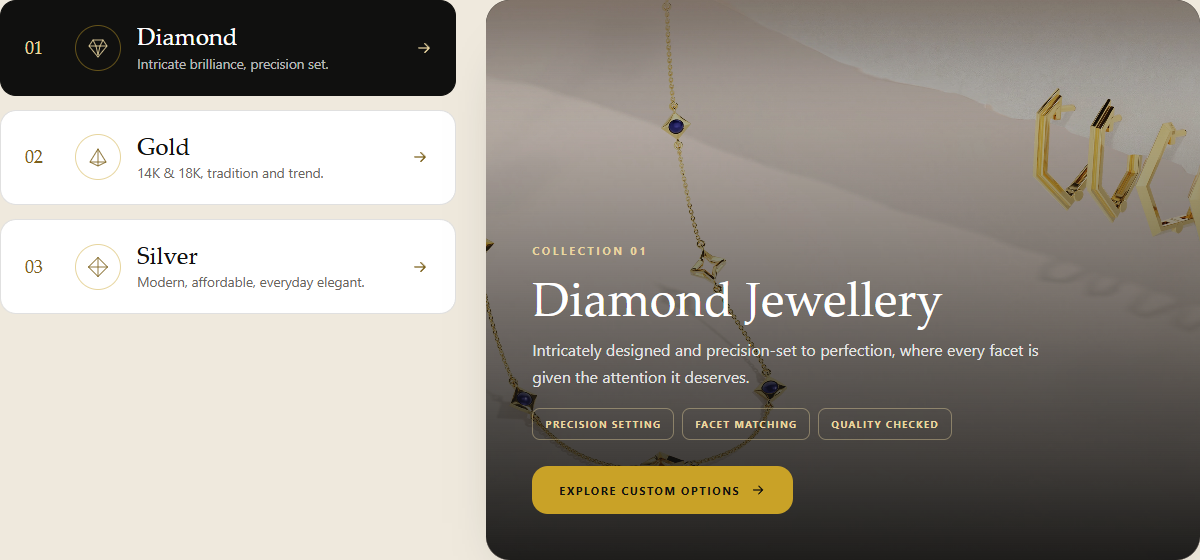 01
Diamond
Intricate brilliance, precision set.
02
Gold
14K & 18K, tradition and trend.
03
Silver
Modern, affordable, everyday elegant.
COLLECTION 01
Diamond Jewellery
Intricately designed and precision-set to perfection, where every facet is
given the attention it deserves.
PRECISION SETTING
FACET MATCHING
QUALITY CHECKED
EXPLORE CUSTOM OPTIONS